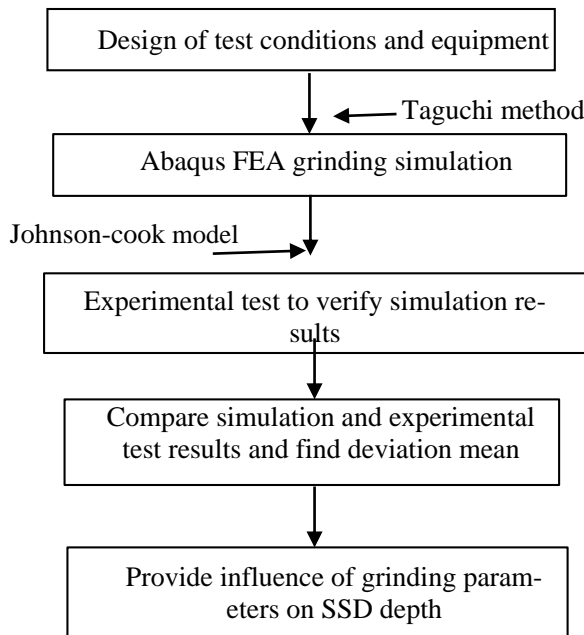 Design of test conditions and equipment
Taguchi method
Abaqus FEA grinding simulation
Johnson-cook model
Experimental test to verify simulation re-
sults
Compare simulation and experimental
test results and find deviation mean
Provide influence of grinding param-
eters on SSD depth